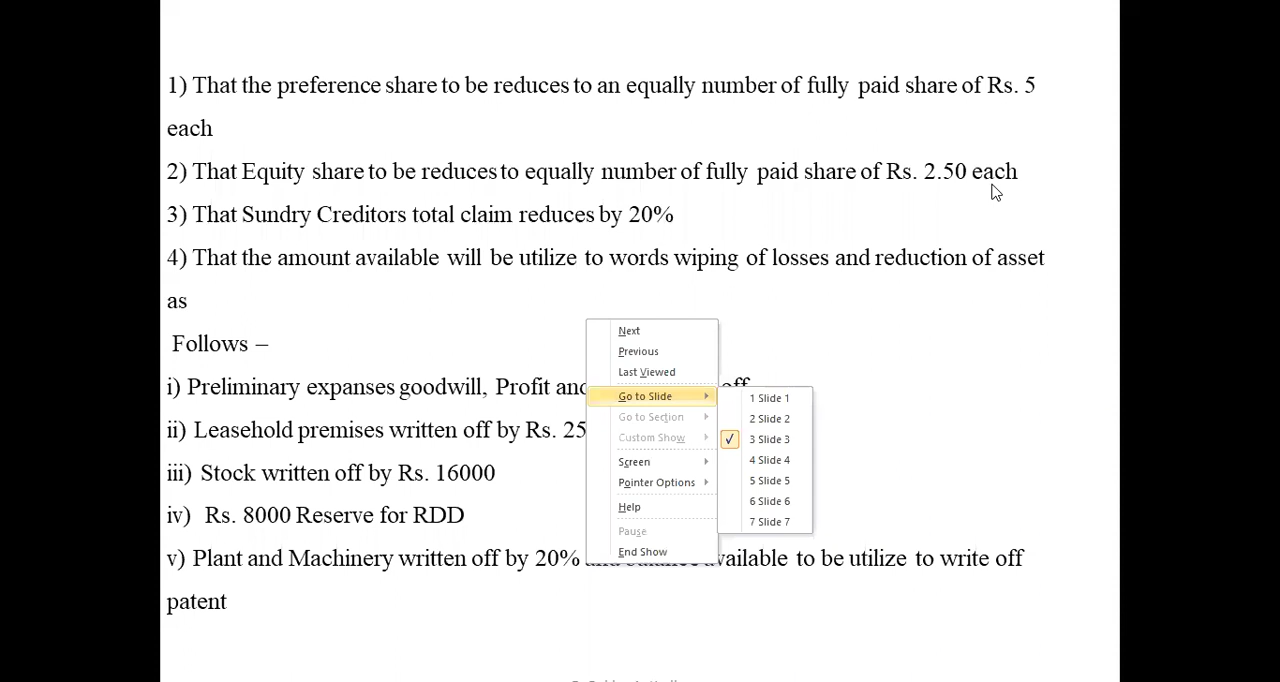 1) That the preference share to be reduces to an equally number of fully paid share of Rs. 5
each
2) That Equity share to be reduces to equally number of fully paid share of Rs. 2.50 each
3) That Sundry Creditors total claim reduces by 20%
4) That the amount available will be utilize to words wiping of losses and reduction of asset
as
Follows –
i) Preliminary expanses goodwill, Profit and off
ii) Leasehold premises written off by Rs. 25
iii) Stock written off by Rs. 16000
iv) Rs. 8000 Reserve for RDD
v) Plant and Machinery written off by 20% and balance available to be utilize to write off
patent
Next
Previous
Last Viewed
Go to Slide
Go to Section
Custom Show
Screen
Pointer Options
Help
Pause
End Show
1 Slide 1
2 Slide 2
3 Slide 3
4 Slide 4
5 Slide 5
6 Slide 6
7 Slide 7